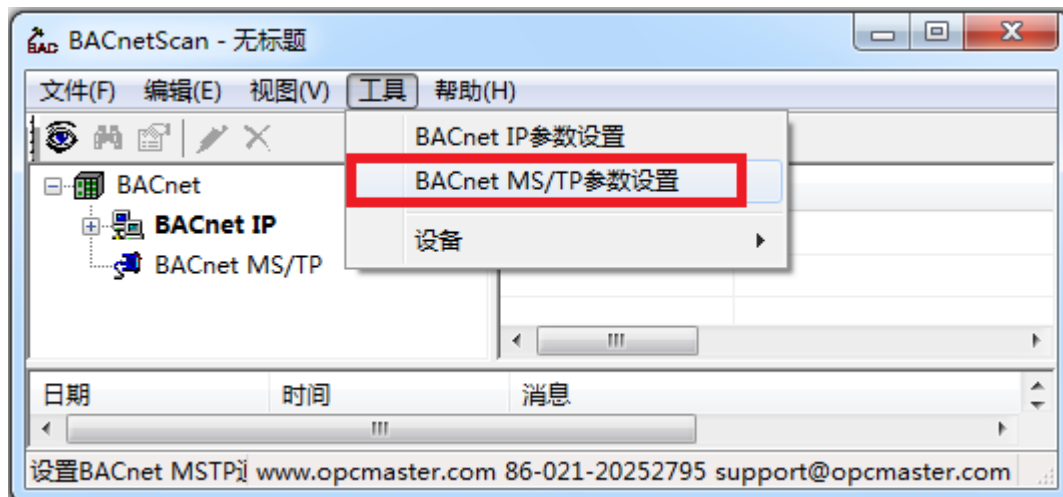 BACnetScan - 无标题
文件(F) 编辑(E) 视图(V) 工具 帮助(H)
BACnet IP参数设置
BACnet MS/TP参数设置
设备
BACnet
BACnet IP
BACnet MS/TP
日期 时间 消息
设置BACnet MSTP www.opcmaster.com 86-021-20252795 support@opcmaster.com